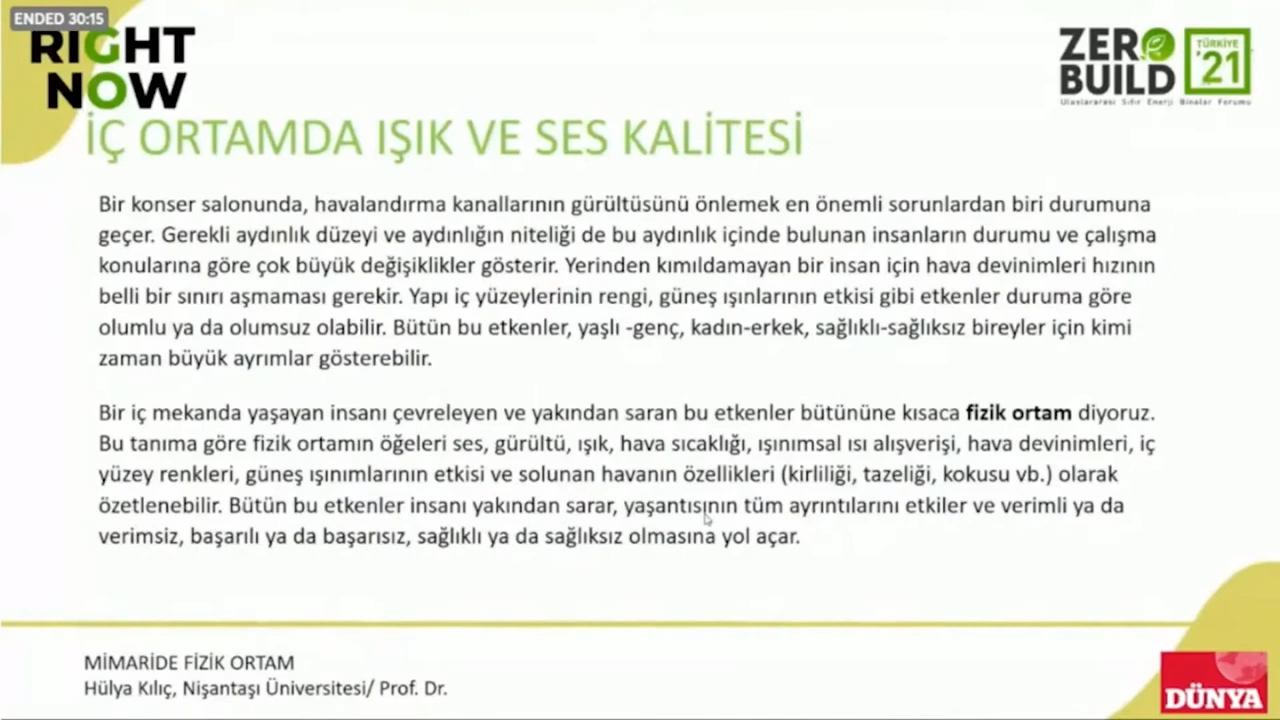 ENDED 30:15
RIGHT
NOW
ZERO
BUILD
TÜRKİYE
'21
Uluslararası Sıfır Enerji Binalar Forumu
İÇ ORTAMDA IŞIK VE SES KALİTESİ
Bir konser salonunda, havalandırma kanallarının gürültüsünü önlemek en önemli sorunlardan biri durumuna
geçer. Gerekli aydınlık düzeyi ve aydınlığın niteliği de bu aydınlık içinde bulunan insanların durumu ve çalışma
konularına göre çok büyük değişiklikler gösterir. Yerinden kımıldamayan bir insan için hava devinimleri hızının
belli bir sınırı aşmaması gerekir. Yapı iç yüzeylerinin rengi, güneş ışınlarının etkisi gibi etkenler duruma göre
olumlu ya da olumsuz olabilir. Bütün bu etkenler, yaşlı -genç, kadın-erkek, sağlıklı-sağlıksız bireyler için kimi
zaman büyük ayrımlar gösterebilir.
Bir iç mekanda yaşayan insanı çevreleyen ve yakından saran bu etkenler bütününe kısaca fizik ortam diyoruz.
Bu tanıma göre fizik ortamın öğeleri ses, gürültü, ışık, hava sıcaklığı, ışınımsal ısı alışverişi, hava devinimleri, iç
yüzey renkleri, güneş ışınımlarının etkisi ve solunan havanın özellikleri (kirliliği, tazeliği, kokusu vb.) olarak
özetlenebilir. Bütün bu etkenler insanı yakından sarar, yaşantısının tüm ayrıntılarını etkiler ve verimli ya da
verimsiz, başarılı ya da başarısız, sağlıklı ya da sağlıksız olmasına yol açar.
MİMARİDE FİZİK ORTAM
Hülya Kılıç, Nişantaşı Üniversitesi/ Prof. Dr.
DÜNYA